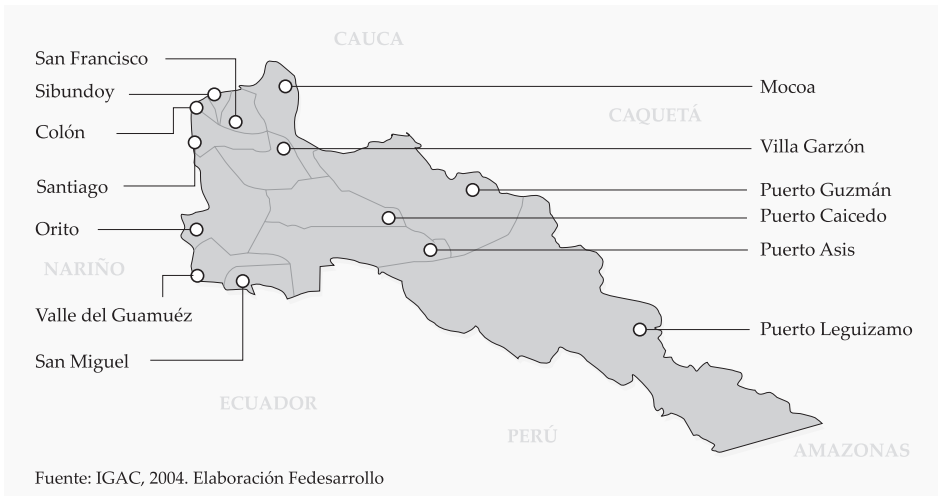 CAUCA
San Francisco
Sibundoy
Mocoa
CAQUETÁ
Colón
Villa Garzón
Santiago
Puerto Guzmán
Puerto Caicedo
Orito
Puerto Asis
NARIÑO
Valle del Guamuéz
Puerto Leguizamo
San Miguel
ECUADOR
PERÚ
AMAZONAS
Fuente: IGAC, 2004. Elaboración Fedesarrollo